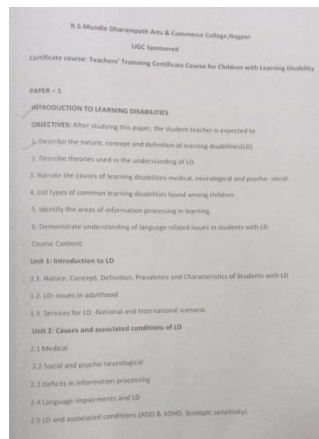 R.S.Mundle Dharampeth Arts & Commerce College,Nagpur
UGC Sponsored
Certificate course: Teachers' Trainning Certificate Course for Children with Learning Disability
PAPER – 1
INTRODUCTION TO LEARNING DISABILITIES
OBJECTIVES: After studying this paper, the student teacher is expected to
1. Describe the nature, concept and definition of learning disabilities(LD)
2. Describe theories used in the understanding of LD.
3. Narrate the causes of learning disabilities medical, neurological and psycho- social.
4. List types of common learning disabilities found among children.
5. Identify the areas of information processing in learning.
6. Demonstrate understanding of language related issues in students with LD.
Course Content:
Unit 1: Introduction to LD
1.1. Nature, Concept, Definition, Prevalence and Characteristics of Students with LD
1.2. LD: issues in adulthood
1.3. Services for LD -National and International scenario
Unit 2: Causes and associated conditions of LD
2.1 Medical
2.2 Social and psycho-neurological
2.3 Deficits in information processing
2.4 Language impairments and LD
2.5 LD and associated conditions (ADD & ADHD, Scotopic sensitivity)